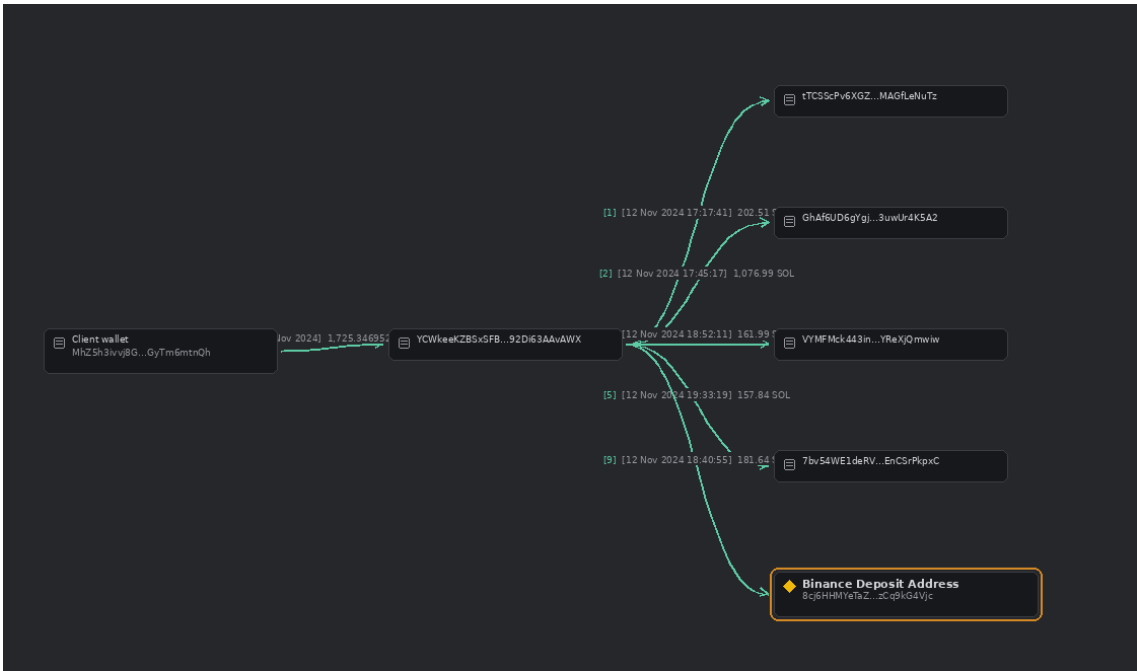 tTCSScPv6XGZ...MAGfLeNuTz
[1] [12 Nov 2024 17:17:41] 202.51
GhAf6UD6gYgj...3uwUr4K5A2
[2] [12 Nov 2024 17:45:17] 1,076.99 SOL
Client wallet
MhZ5h3ivvj8G...GyTm6mtnQh
2024] 1,725.346952
YCWkeeKZBSxSFB...92Di63AAvAWX
[12 Nov 2024 18:52:11] 161.99
VYMFMck443in...YReXjQmwiw
[5] [12 Nov 2024 19:33:19] 157.84 SOL
[9] [12 Nov 2024 18:40:55] 181.64
7bv54WE1deRV...EnCSrPkpxC
Binance Deposit Address
8cj6HHMYeTaZ...zCq9kG4Vjc